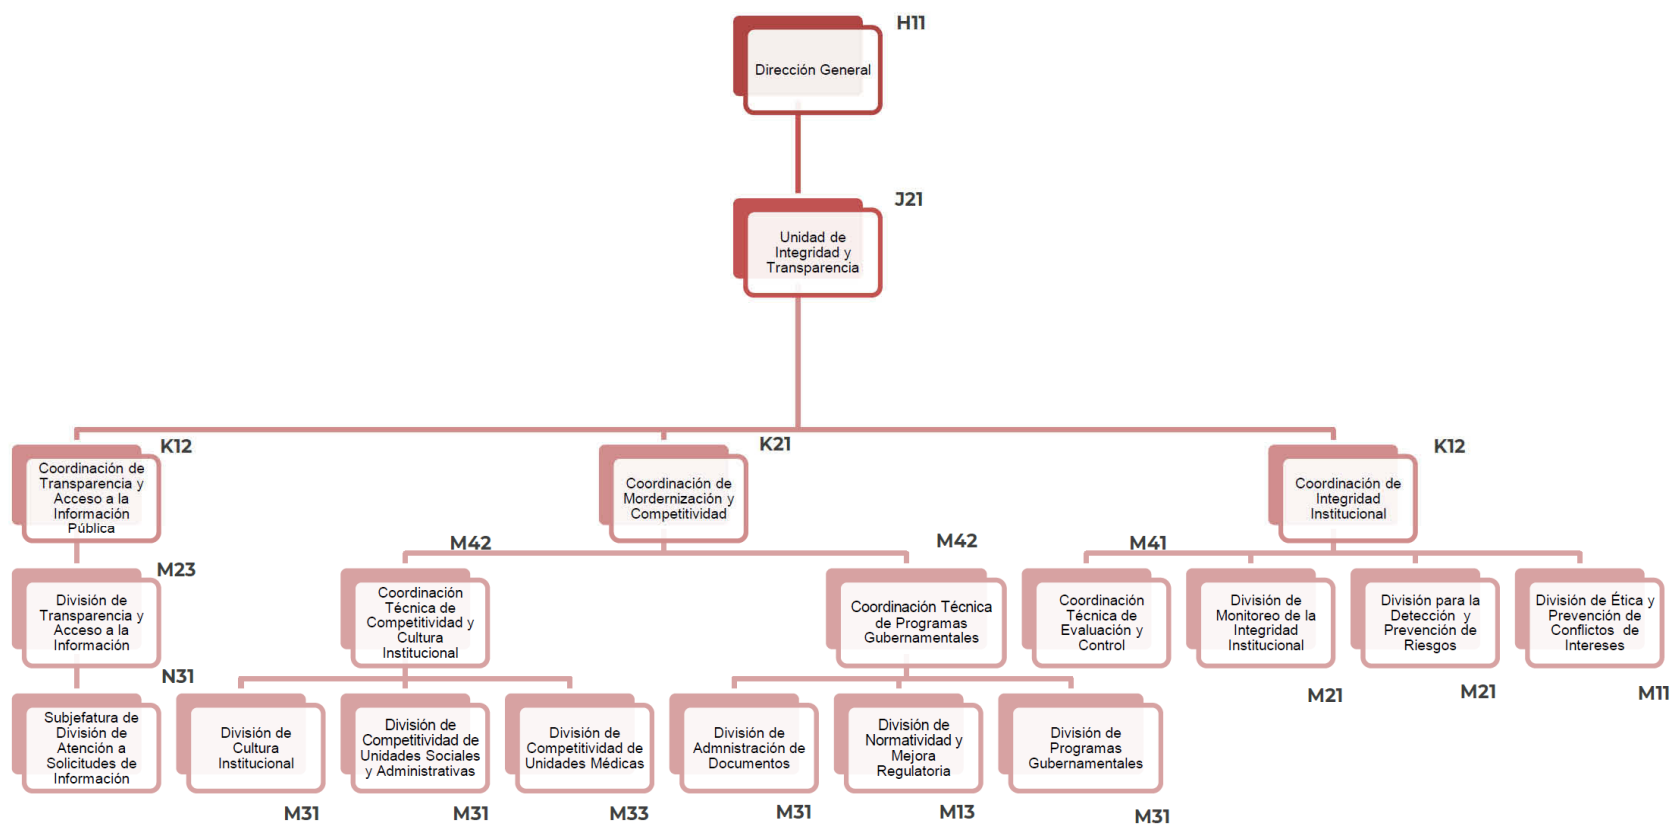 H11
Dirección General
J21
Unidad de
Integridad y
Transparencia
K12
Coordinación de
Transparencia y
Acceso a la
Información
Pública
K21
Coordinación de
Mordernización y
Competitividad
K12
Coordinación de
Integridad
Institucional
M23
División de
Transparencia y
Acceso a la
Información
M42
Coordinación
Técnica de
Competitividad y
Cultura
Institucional
M42
Coordinación Técnica
de Programas
Gubernamentales
M41
Coordinación
Técnica de
Evaluación y
Control
División de
Monitoreo de la
Integridad
Institucional
M21
División para la
Detección y
Prevención de
Riesgos
M21
División de Ética y
Prevención de
Conflictos de
Intereses
M11
N31
Subjefatura de
División de
Atención a
Solicitudes de
Información
División de
Cultura
Institucional
M31
División de
Competividad de
Unidades Sociales
y Administrativas
M31
División de
Competividad de
Unidades Médicas
M33
División de
Admnistración de
Documentos
M31
División de
Normatividad y
Mejora
Regulatoria
M13
División de
Programas
Gubernamentales
M31